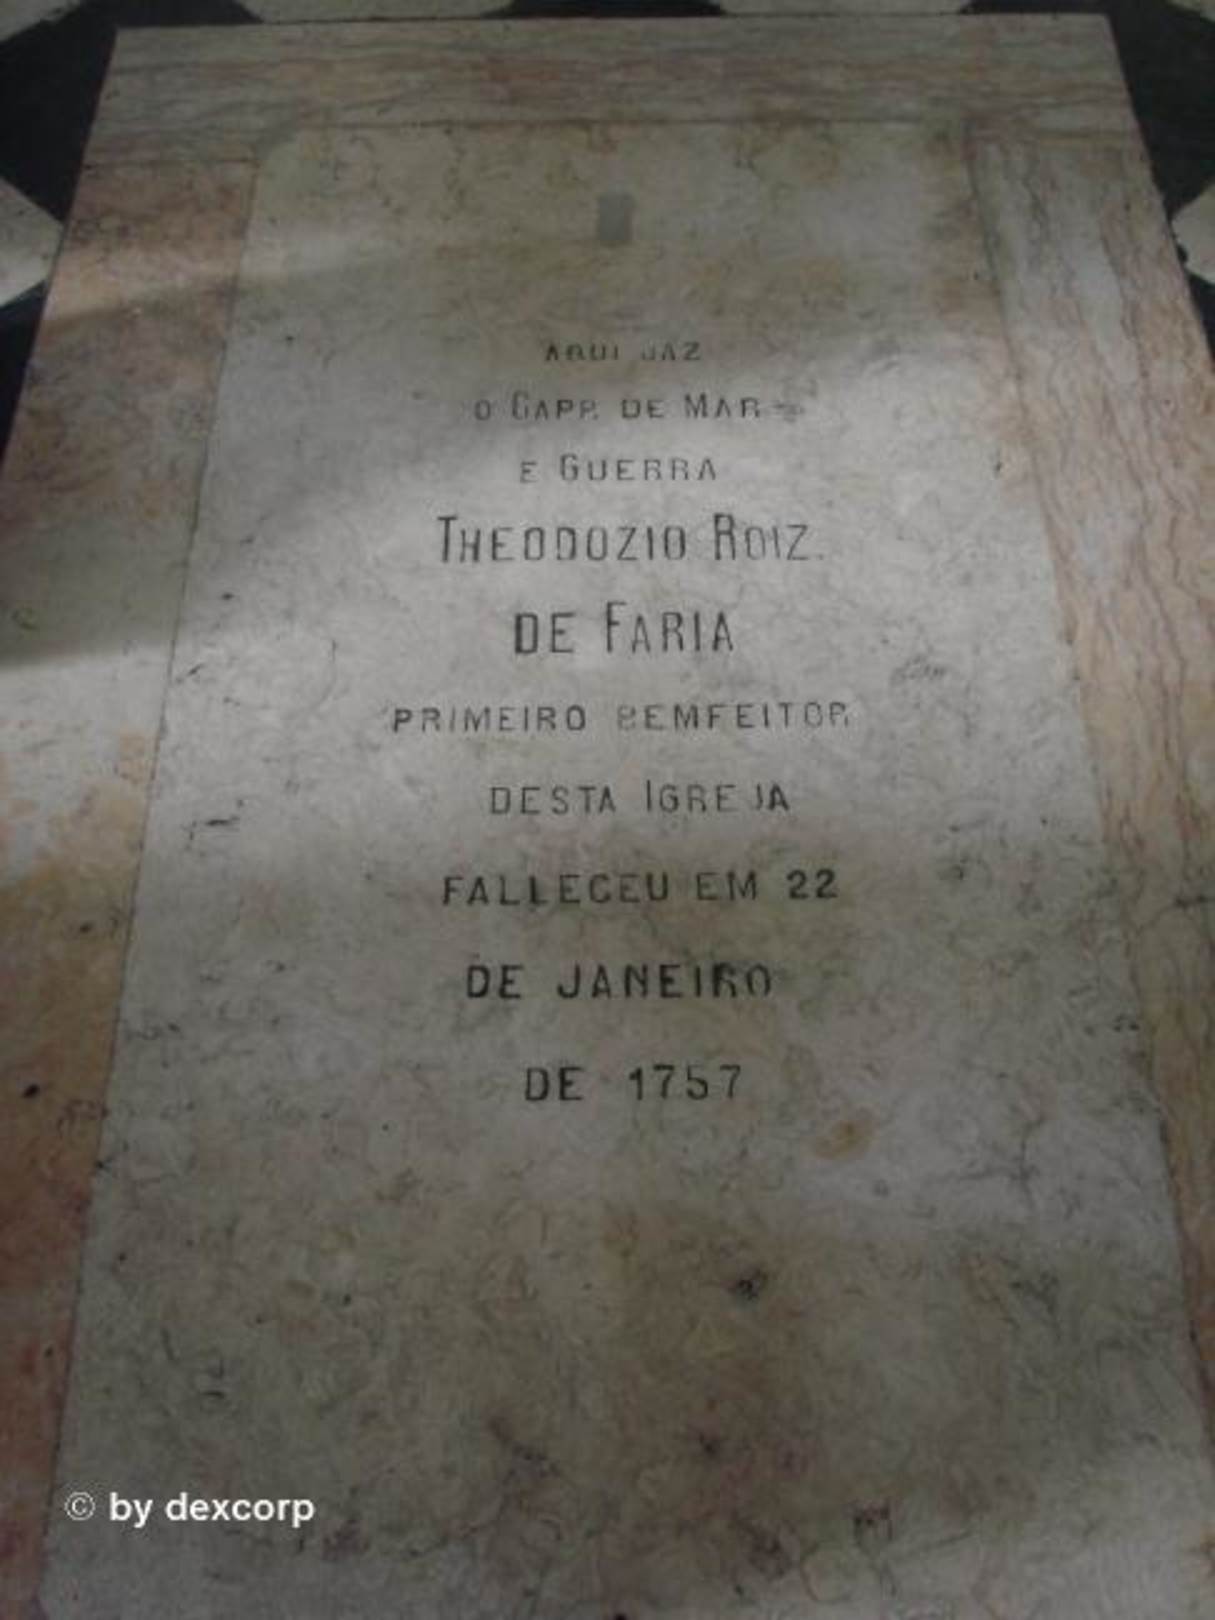 AQUI JAZ
O CAPP. DE MAR
E GUERRA
THEODOZIO ROIZ.
DE FARIA
PRIMEIRO BEMFEITOR
DESTA IGREJA
FALLECEU EM 22
DE JANEIRO
DE 1757
© by dexcorp